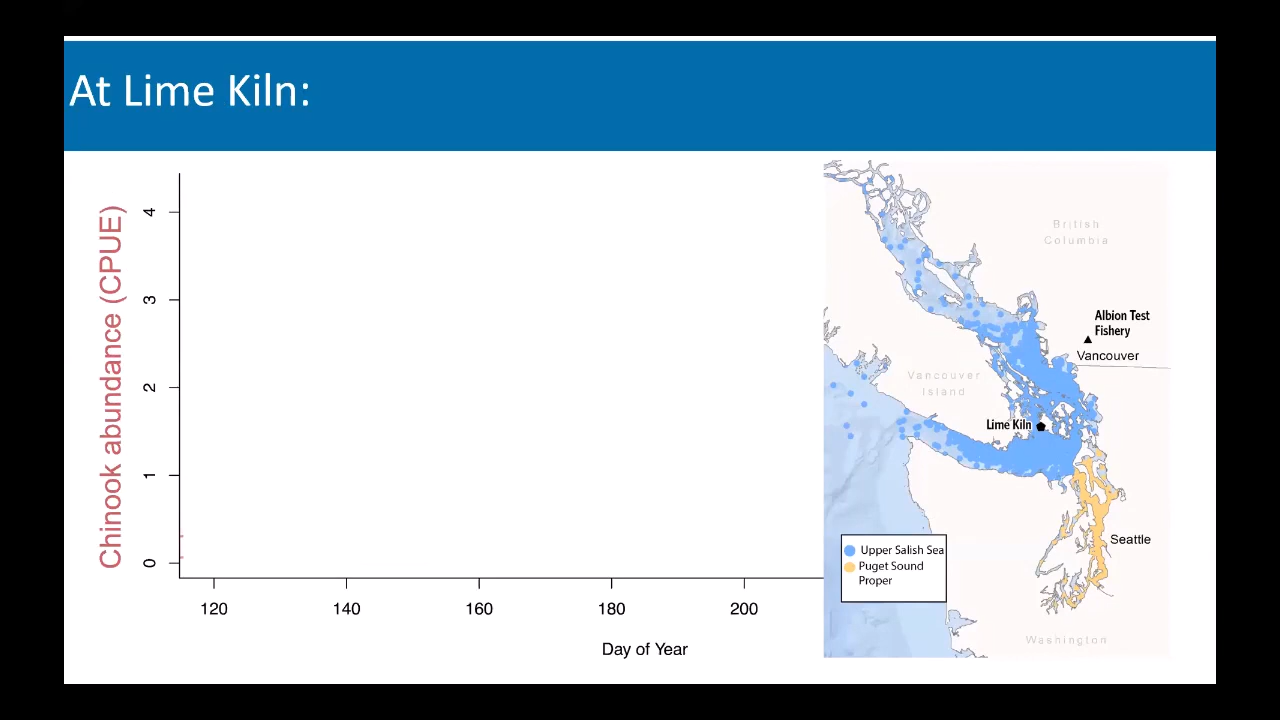 At Lime Kiln:
Chinook abundance (CPUE)
4
3
2
1
0
120 140 160 180 200
Day of Year
British
Columbia
Albion Test
Fishery
Vancouver
Vancouver
Island
Lime Kiln
Seattle
Upper Salish Sea
Puget Sound
Proper
Washington